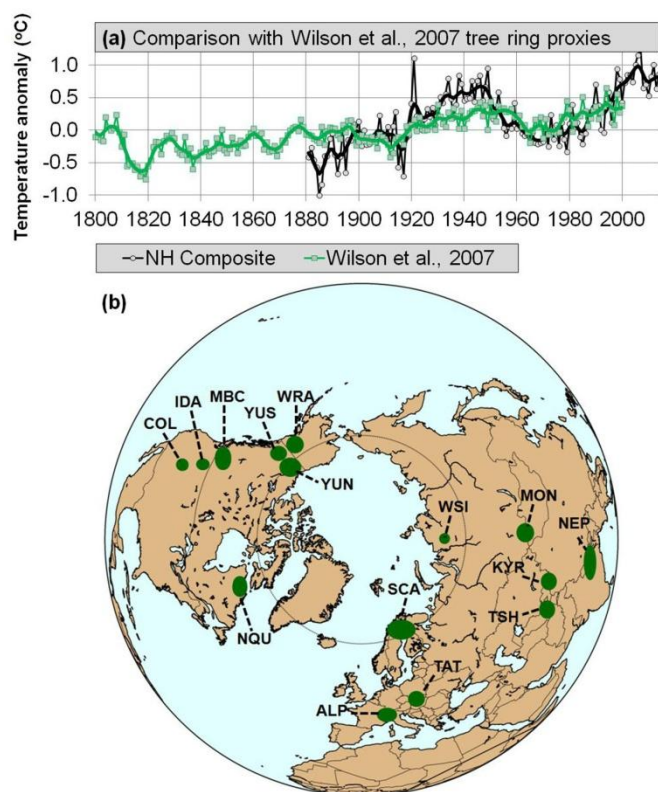 (a) Comparison with Wilson et al., 2007 tree ring proxies
Temperature anomaly (°C)
1.0
0.5
0.0
-0.5
-1.0
1800 1820 1840 1860 1880 1900 1920 1940 1960 1980 2000
NH Composite Wilson et al., 2007
(b)
WRA
MBC
YUS
IDA
COL
YUN
WSI
MON
NEP
KYR
SCA
TSH
NQU
TAT
ALP